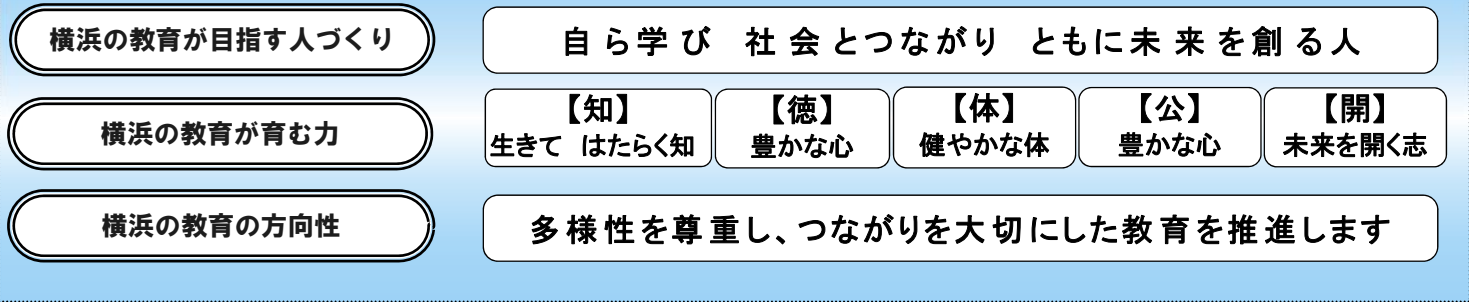 横浜の教育が目指す人づくり
自ら学び 社会とつながり ともに未来を創る人
横浜の教育が育む力
【知】
生きて はたらく知
【徳】
豊かな心
【体】
健やかな体
【公】
豊かな心
【開】
未来を開く志
横浜の教育の方向性
多様性を尊重し、つながりを大切にした教育を推進します